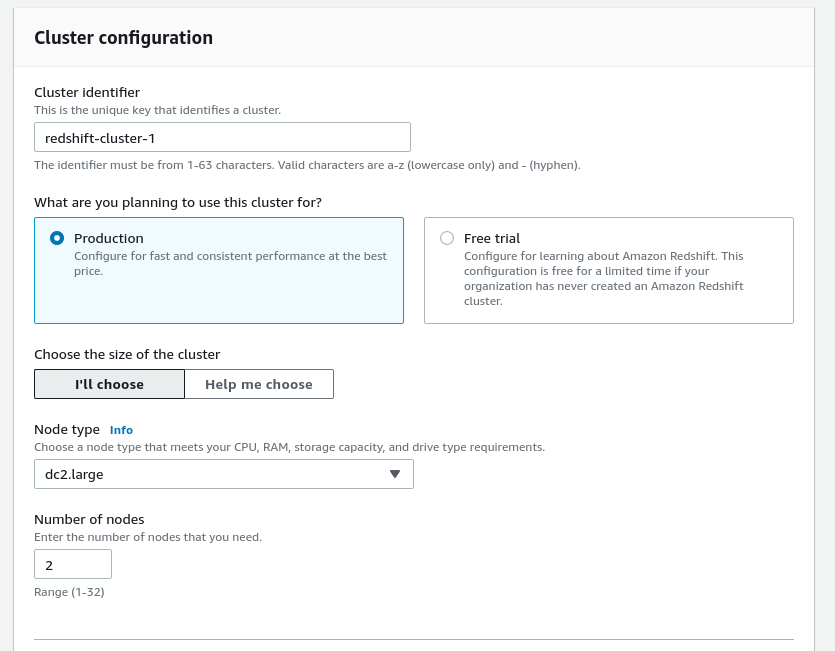 Cluster configuration
Cluster identifier
This is the unique key that identifies a cluster.
redshift-cluster-1
The identifier must be from 1-63 characters. Valid characters are a-z (lowercase only) and - (hyphen).
What are you planning to use this cluster for?
Production
Configure for fast and consistent performance at the best
price.
Free trial
Configure for learning about Amazon Redshift. This
configuration is free for a limited time if your
organization has never created an Amazon Redshift
cluster.
Choose the size of the cluster
I'll choose
Help me choose
Node type Info
Choose a node type that meets your CPU, RAM, storage capacity, and drive type requirements.
dc2.large
Number of nodes
Enter the number of nodes that you need.
2
Range (1-32)